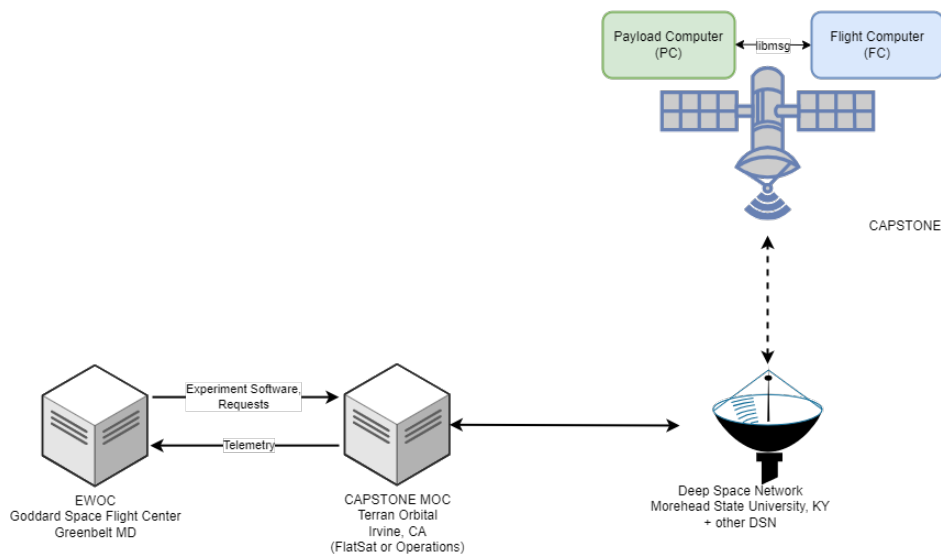 Payload Computer
(PC)
libmsg
Flight Computer
(FC)
CAPSTONE
Experiment Software,
Requests
Telemetry
EWOC
Goddard Space Flight Center
Greenbelt MD
CAPSTONE MOC
Terran Orbital
Irvine, CA
(FlatSat or Operations)
Deep Space Network
Morehead State University, KY
+ other DSN